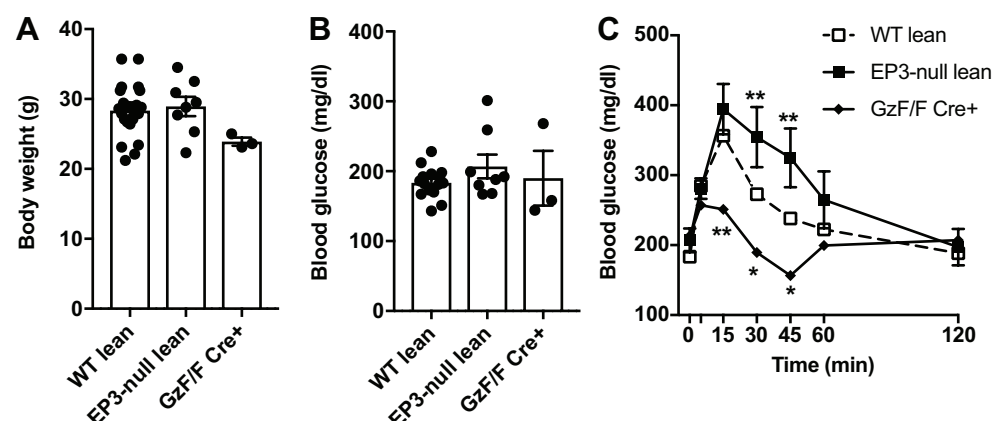 A
Body weight (g)
40
30
20
10
0
WT lean
EP3-null lean
GzF/F Cre+
B
Blood glucose (mg/dl)
400
300
200
100
0
WT lean
EP3-null lean
GzF/F Cre+
C
Blood glucose (mg/dl)
500
400
300
200
100
WT lean
EP3-null lean
GzF/F Cre+
**
**
**
*
*
0
15
30
45
60
120
Time (min)